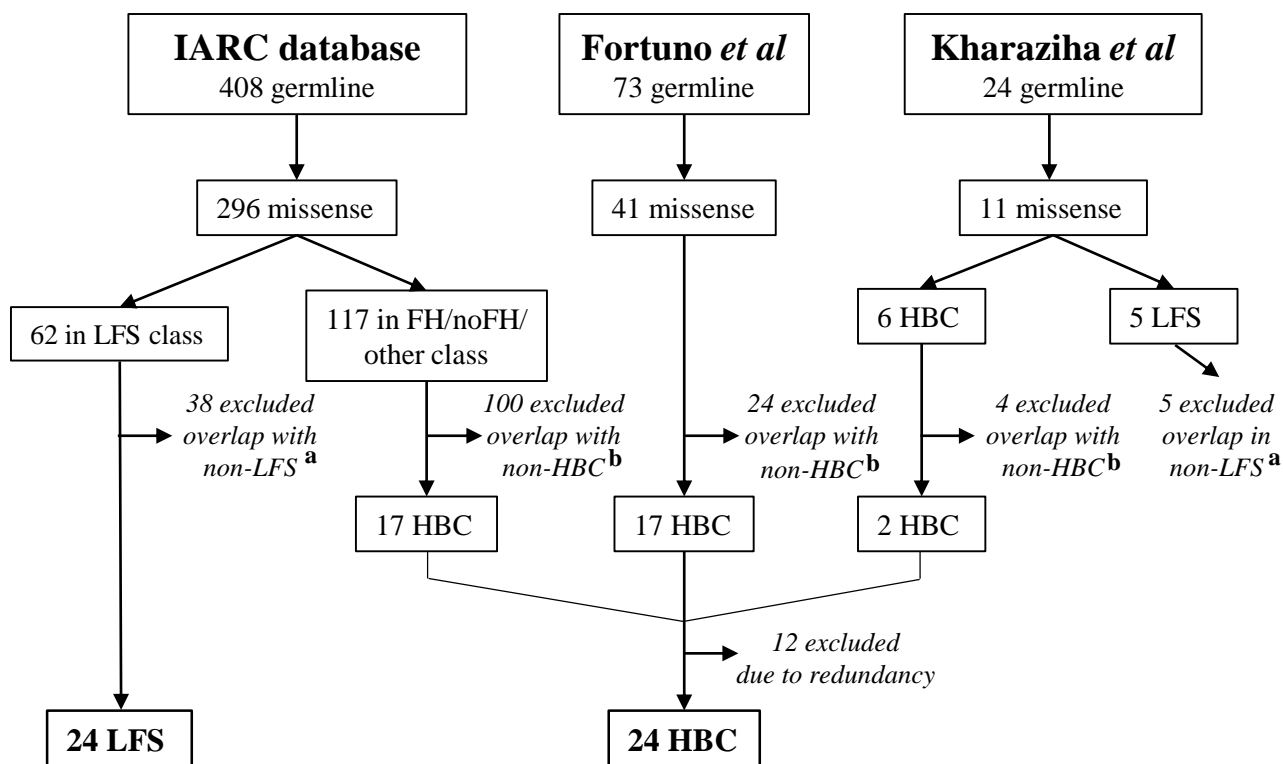 IARC database
408 germline
Fortuno et al
73 germline
Kharaziha et al
24 germline
296 missense
41 missense
11 missense
62 in LFS class
117 in FH/noFH/
other class
6 HBC
5 LFS
38 excluded
overlap with
non-LFS a
100 excluded
overlap with
non-HBC b
24 excluded
overlap with
non-HBC b
4 excluded
overlap with
non-HBC b
5 excluded
overlap in
non-LFS a
17 HBC
17 HBC
2 HBC
12 excluded
due to redundancy
24 LFS
24 HBC